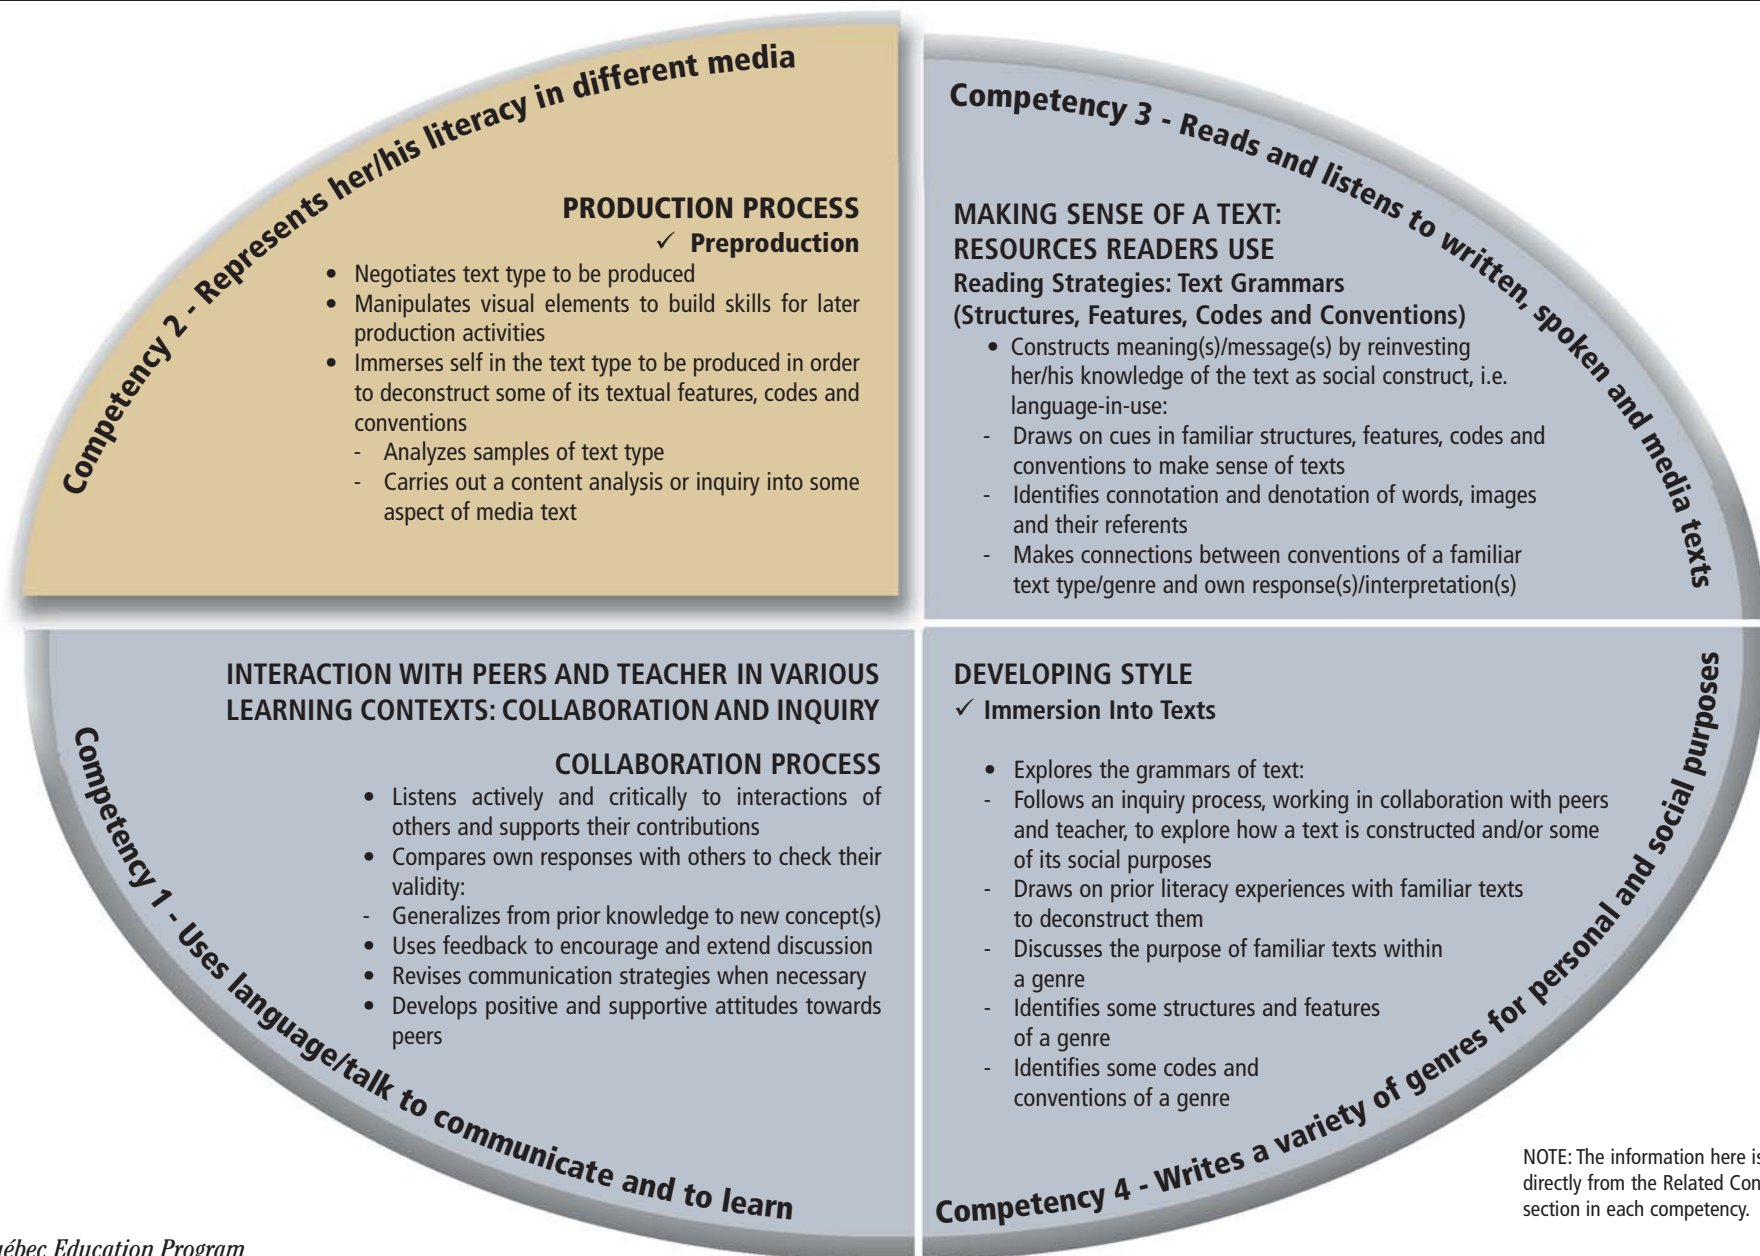 Competency 2 - Represents her/his literacy in different media
PRODUCTION PROCESS
✓ Preproduction
• Negotiates text type to be produced
• Manipulates visual elements to build skills for later
production activities
• Immerses self in the text type to be produced in order
to deconstruct some of its textual features, codes and
conventions
- Analyzes samples of text type
- Carries out a content analysis or inquiry into some
aspect of media text
Competency 3 - Reads and listens to written, spoken and media texts
MAKING SENSE OF A TEXT:
RESOURCES READERS USE
Reading Strategies: Text Grammars
(Structures, Features, Codes and Conventions)
• Constructs meaning(s)/message(s) by reinvesting
her/his knowledge of the text as social construct, i.e.
language-in-use:
- Draws on cues in familiar structures, features, codes and
conventions to make sense of texts
- Identifies connotation and denotation of words, images
and their referents
- Makes connections between conventions of a familiar
text type/genre and own response(s)/interpretation(s)
INTERACTION WITH PEERS AND TEACHER IN VARIOUS
LEARNING CONTEXTS: COLLABORATION AND INQUIRY
COLLABORATION PROCESS
• Listens actively and critically to interactions of
others and supports their contributions
• Compares own responses with others to check their
validity:
- Generalizes from prior knowledge to new concept(s)
• Uses feedback to encourage and extend discussion
• Revises communication strategies when necessary
• Develops positive and supportive attitudes towards
peers
Competency 1 - Uses language/talk to communicate and to learn
DEVELOPING STYLE
✓ Immersion Into Texts
• Explores the grammars of text:
- Follows an inquiry process, working in collaboration with peers
and teacher, to explore how a text is constructed and/or some
of its social purposes
- Draws on prior literacy experiences with familiar texts
to deconstruct them
- Discusses the purpose of familiar texts within
a genre
- Identifies some structures and features
of a genre
- Identifies some codes and
conventions of a genre
Competency 4 - Writes a variety of genres for personal and social purposes
NOTE: The information here is
directly from the Related Con
section in each competency.
uébec Education Program